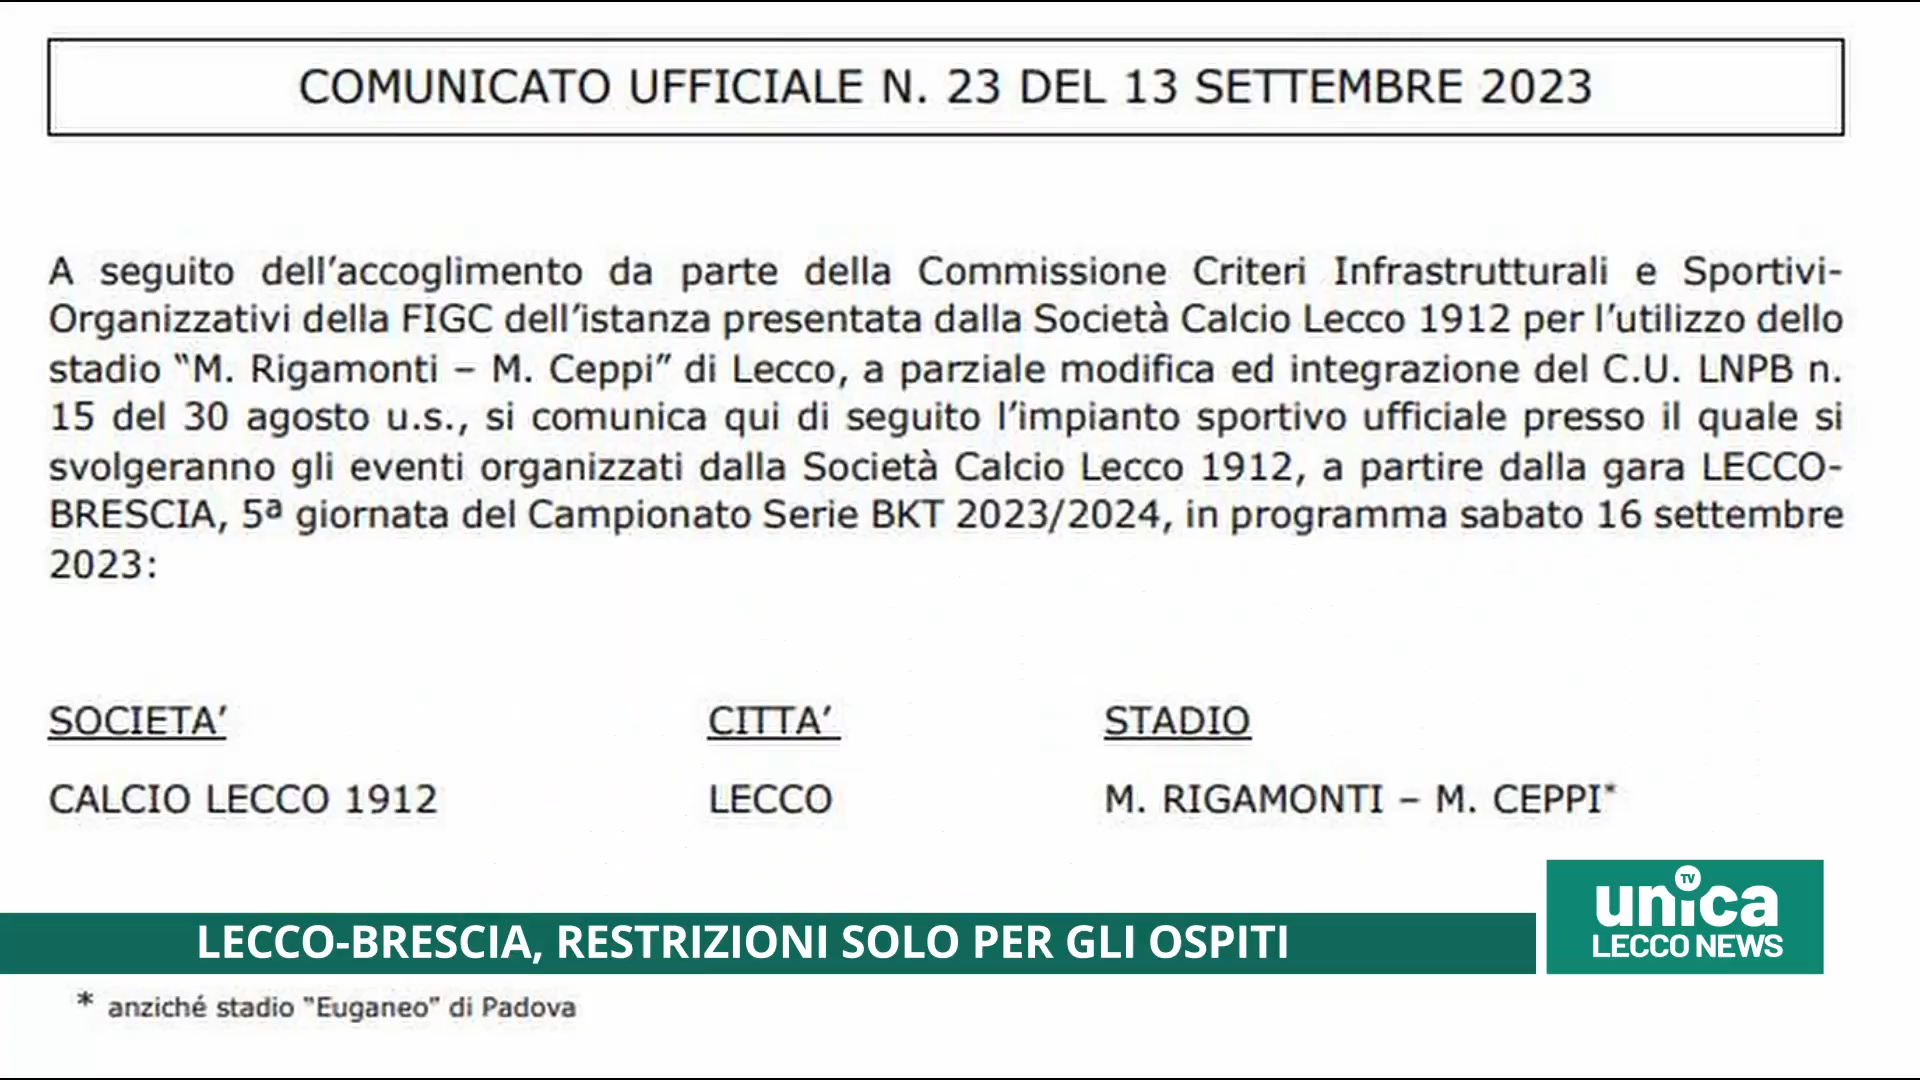 COMUNICATO UFFICIALE N. 23 DEL 13 SETTEMBRE 2023
A seguito dell’accoglimento da parte della Commissione Criteri Infrastrutturali e Sportivi-
Organizzativi della FIGC dell’istanza presentata dalla Società Calcio Lecco 1912 per l’utilizzo dello
stadio “M. Rigamonti – M. Ceppi” di Lecco, a parziale modifica ed integrazione del C.U. LNPB n.
15 del 30 agosto u.s., si comunica qui di seguito l’impianto sportivo ufficiale presso il quale si
svolgeranno gli eventi organizzati dalla Società Calcio Lecco 1912, a partire dalla gara LECCO-
BRESCIA, 5ª giornata del Campionato Serie BKT 2023/2024, in programma sabato 16 settembre
2023:
SOCIETA’ CITTA’ STADIO
CALCIO LECCO 1912 LECCO M. RIGAMONTI – M. CEPPI*
LECCO-BRESCIA, RESTRIZIONI SOLO PER GLI OSPITI
TV
unica
LECCO NEWS
* anziché stadio “Euganeo” di Padova